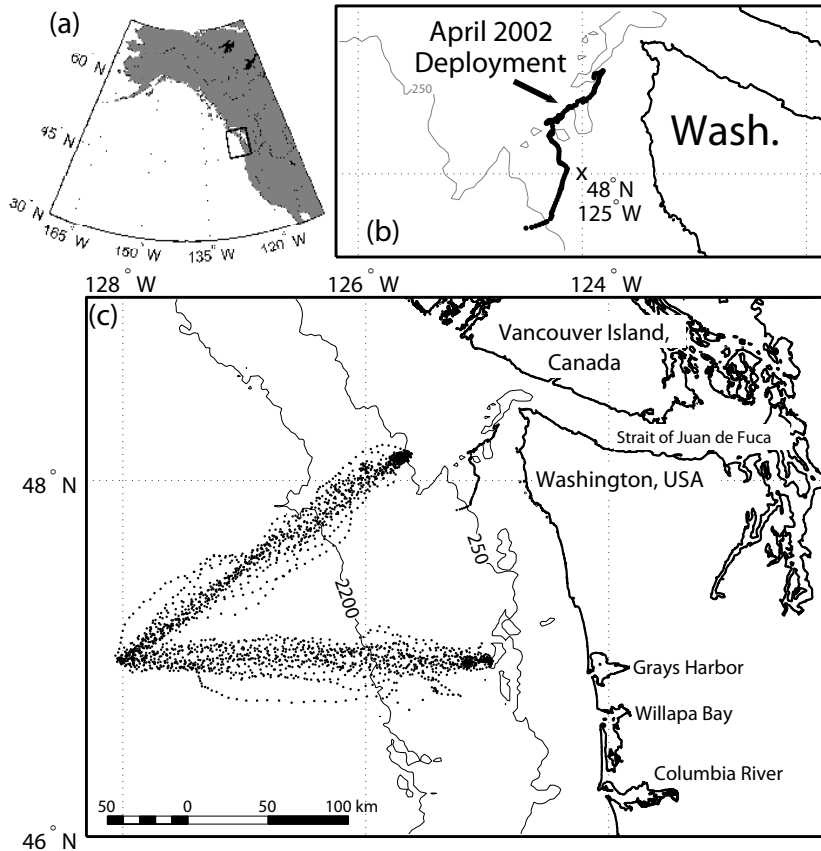 (a)
60° N
45° N
30° N
165° W
150° W
135° W
120° W
April 2002
Deployment
250
Wash.
x
48° N
125° W
(b)
128° W
126° W
124° W
(c)
Vancouver Island,
Canada
Strait of Juan de Fuca
48° N
Washington, USA
250
2200
Grays Harbor
Willapa Bay
Columbia River
50 0 50 100 km
46° N